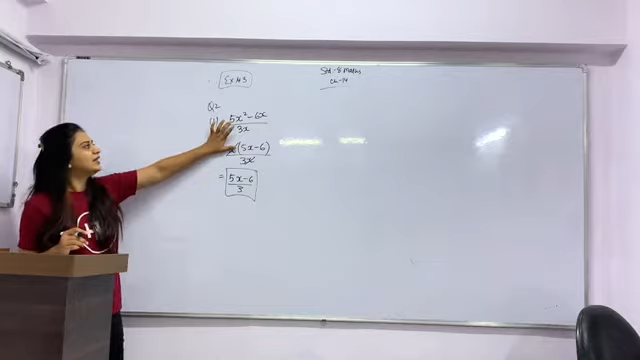 Ex 14.3
Std:- 8 Maths
Ch-14
Q2
(i) 5x² - 6x
3x
(5x-6)
3x
= 5x-6
3